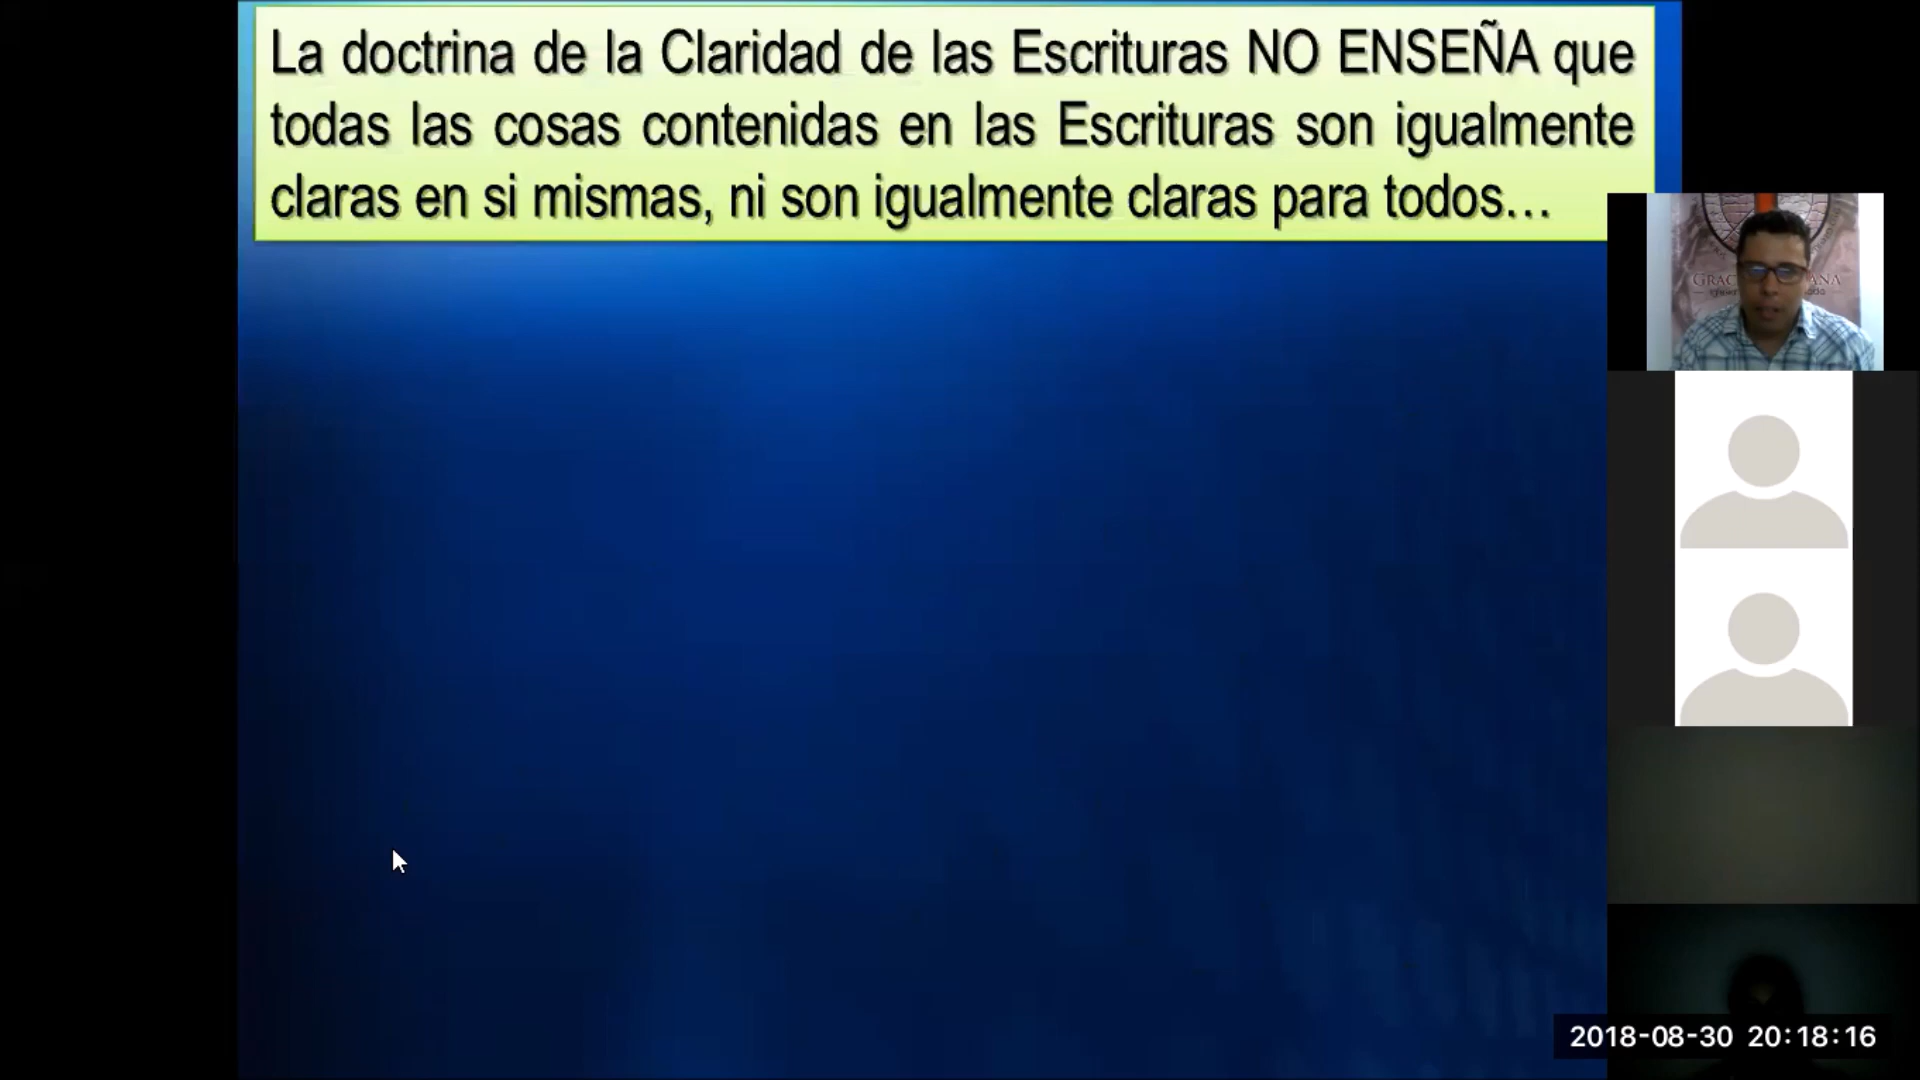 La doctrina de la Claridad de las Escrituras NO ENSEÑA que
todas las cosas contenidas en las Escrituras son igualmente
claras en si mismas, ni son igualmente claras para todos…
2018-08-30 20:18:16